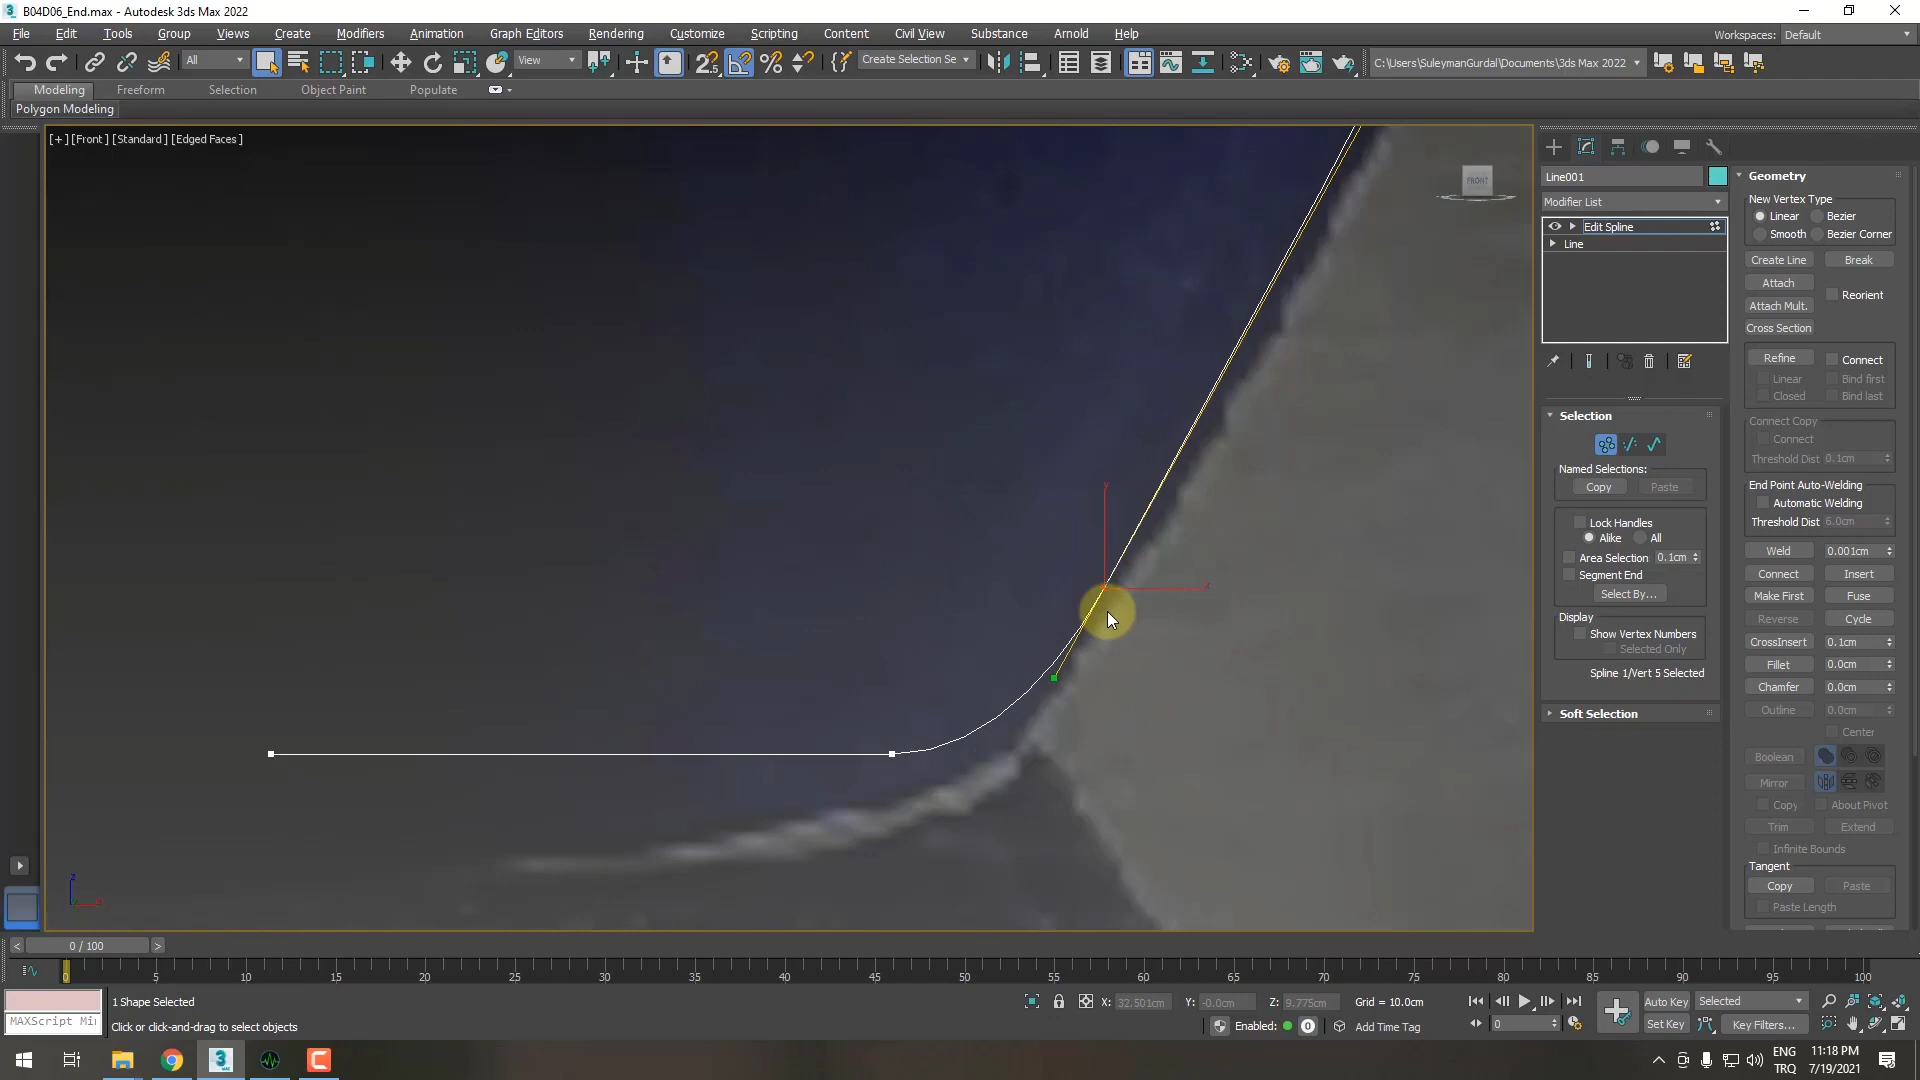 B04D06_End.max - Autodesk 3ds Max 2022
File Edit Tools Group Views Create Modifiers Animation Graph Editors Rendering Customize Scripting Content Civil View Substance Arnold Help
Workspaces: Default
All View Create Selection Se C:\Users\SuleymanGurdal\Documents\3ds Max 2022
Modeling Freeform Selection Object Paint Populate
Polygon Modeling
[+] [Front] [Standard] [Edged Faces]
FRONT
y
x
z
Line001
Modifier List
Edit Spline
Line
Selection
Named Selections:
Copy Paste
Lock Handles
Alike All
Area Selection 0.1cm
Segment End
Select By...
Display
Show Vertex Numbers
Selected Only
Spline 1/Vert 5 Selected
Soft Selection
Geometry
New Vertex Type
Linear Bezier
Smooth Bezier Corner
Create Line Break
Attach Reorient
Attach Mult.
Cross Section
Refine Connect
Linear Bind first
Closed Bind last
Connect Copy
Connect
Threshold Dist 0.1cm
End Point Auto-Welding
Automatic Welding
Threshold Dist 6.0cm
Weld 0.001cm
Connect Insert
Make First Fuse
Reverse Cycle
CrossInsert 0.1cm
Fillet 0.0cm
Chamfer 0.0cm
Outline 0.0cm
Center
Boolean
Mirror
Copy About Pivot
Trim Extend
Infinite Bounds
Tangent
Copy Paste
Paste Length
< 0 / 100 >
0 5 10 15 20 25 30 35 40 45 50 55 60 65 70 75 80 85 90 95 100
1 Shape Selected
X: 32.501cm Y: -0.0cm Z: 9.775cm Grid = 10.0cm
Auto Key Selected
MAXScript Mi
Click or click-and-drag to select objects
Enabled: 0 Add Time Tag
0
Set Key Key Filters...
3
MAX
ENG
TRQ
11:18 PM
7/19/2021